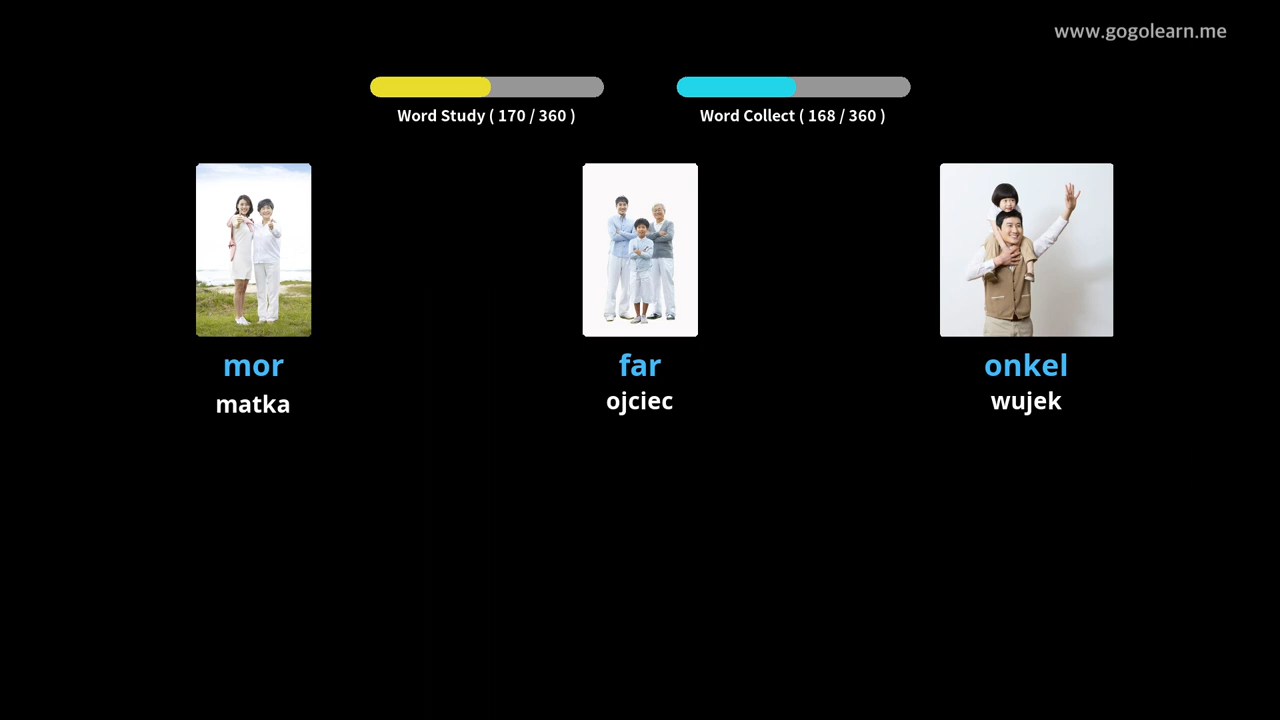 www.gogolearn.me
Word Study ( 170 / 360 )
Word Collect ( 168 / 360 )
mor
far
onkel
matka
ojciec
wujek